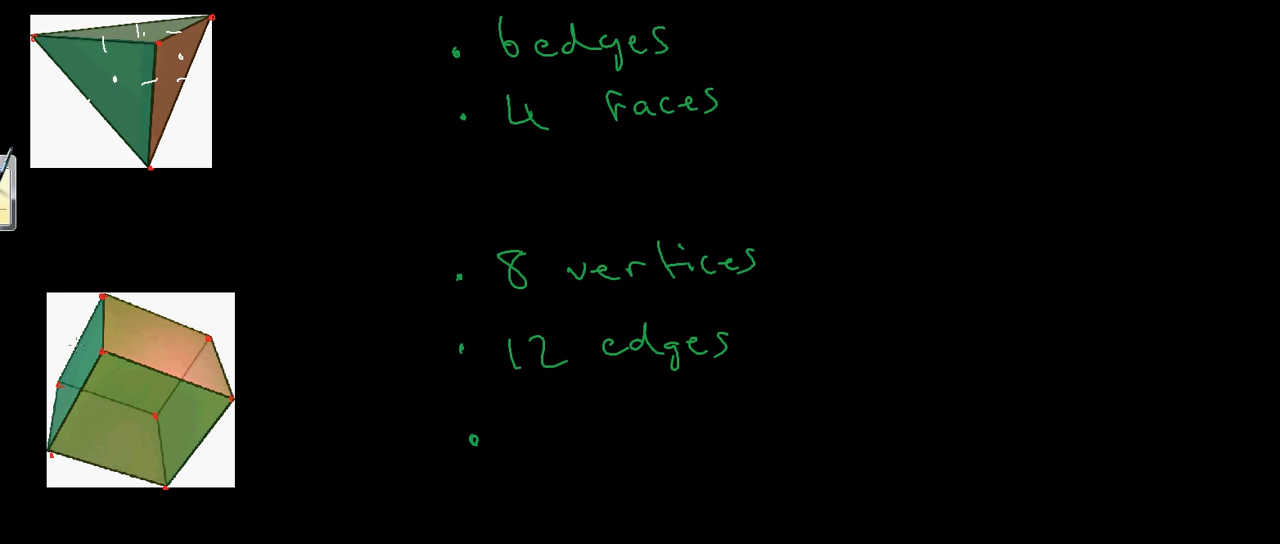 • 6 edges
• 4 faces
• 8 vertices
• 12 edges
•